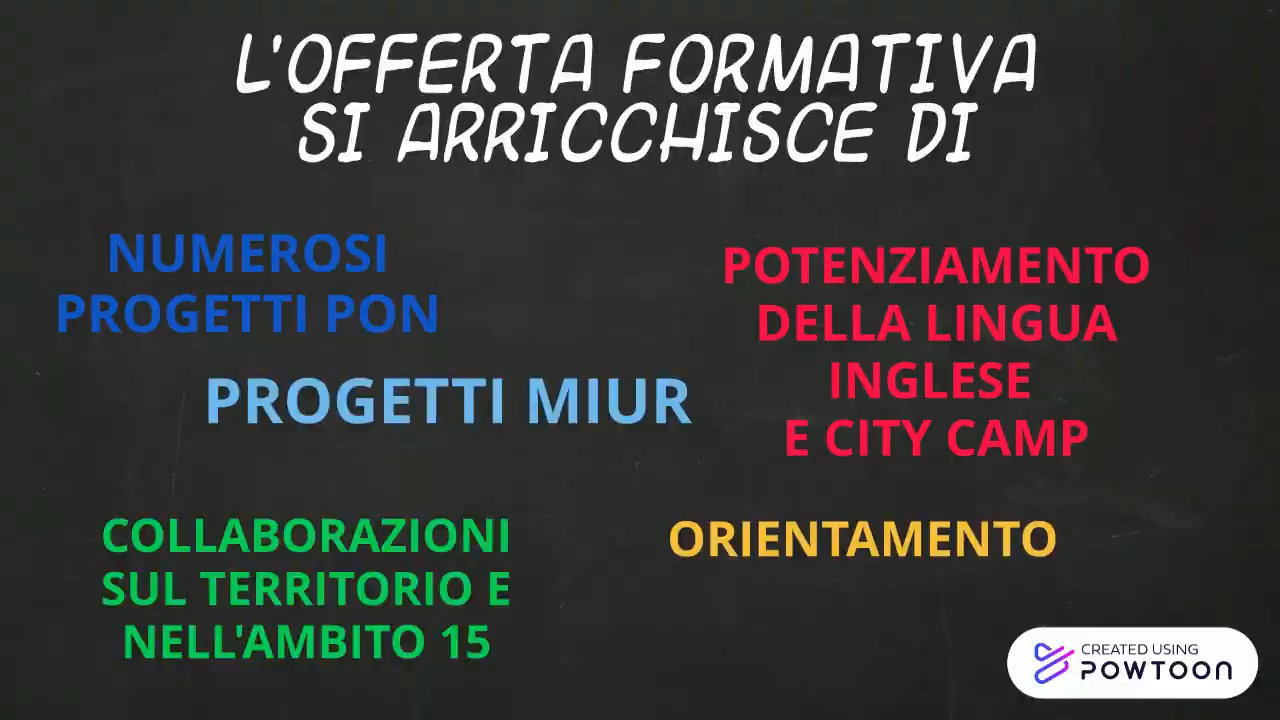 L'OFFERTA FORMATIVA
SI ARRICCHISCE DI
NUMEROSI
PROGETTI PON
PROGETTI MIUR
POTENZIAMENTO
DELLA LINGUA
INGLESE
E CITY CAMP
COLLABORAZIONI
SUL TERRITORIO E
NELL'AMBITO 15
ORIENTAMENTO
CREATED USING
POWTOON